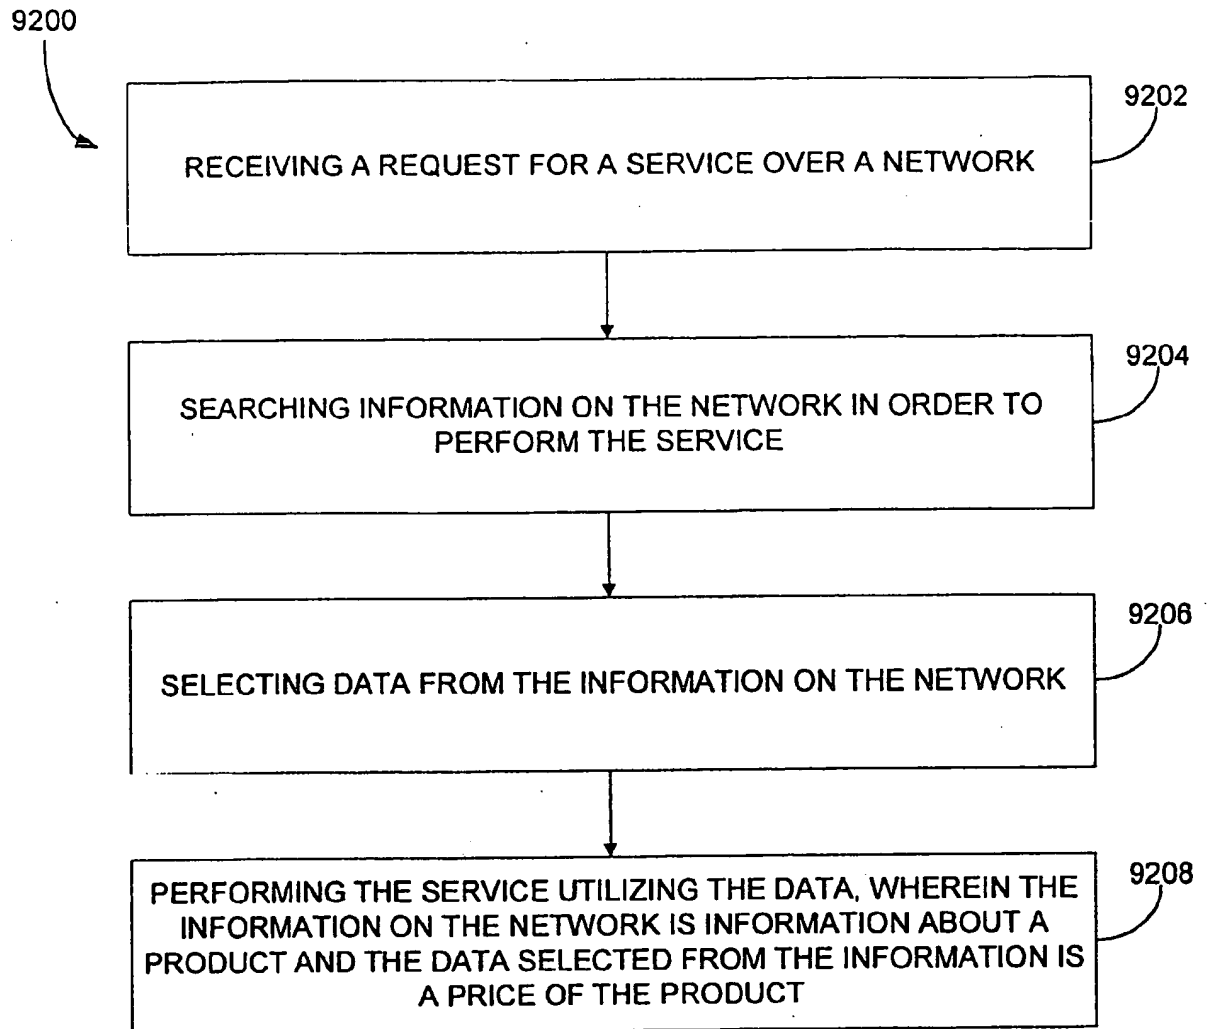 9200
9202
RECEIVING A REQUEST FOR A SERVICE OVER A NETWORK
9204
SEARCHING INFORMATION ON THE NETWORK IN ORDER TO
PERFORM THE SERVICE
9206
SELECTING DATA FROM THE INFORMATION ON THE NETWORK
9208
PERFORMING THE SERVICE UTILIZING THE DATA, WHEREIN THE
INFORMATION ON THE NETWORK IS INFORMATION ABOUT A
PRODUCT AND THE DATA SELECTED FROM THE INFORMATION IS
A PRICE OF THE PRODUCT